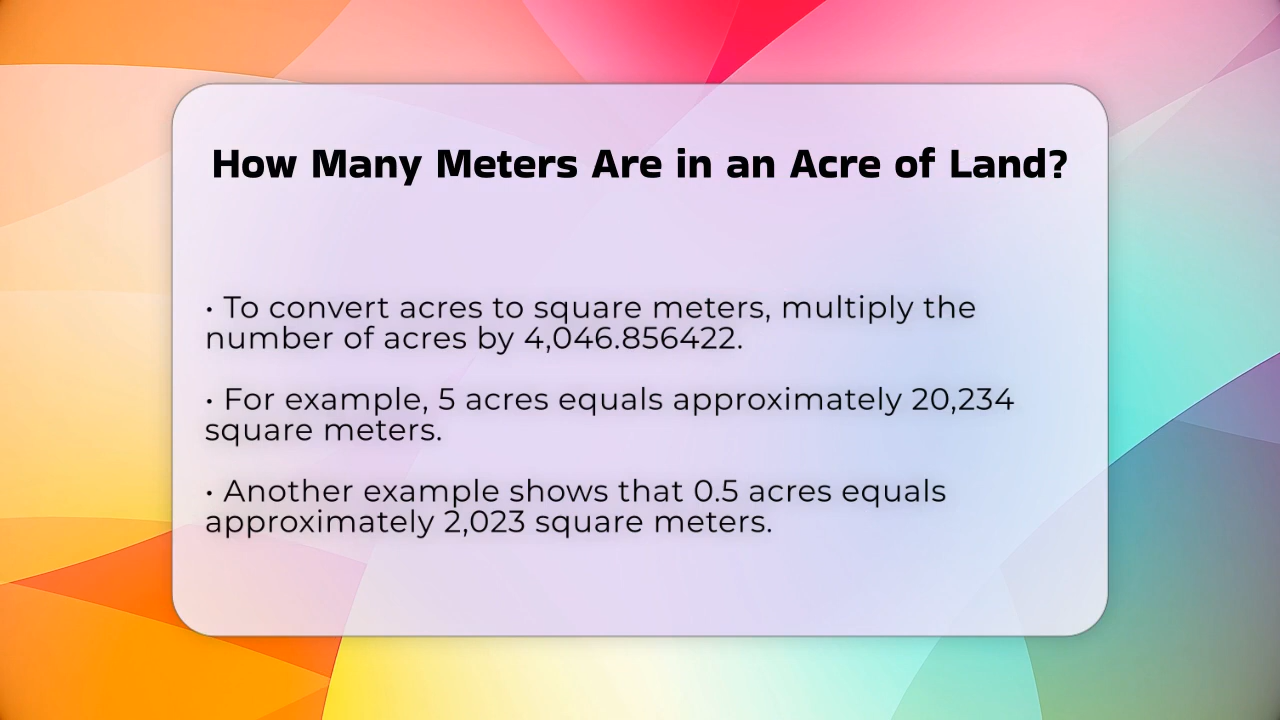 How Many Meters Are in an Acre of Land?
· To convert acres to square meters, multiply the
number of acres by 4,046.856422.
· For example, 5 acres equals approximately 20,234
square meters.
· Another example shows that 0.5 acres equals
approximately 2,023 square meters.